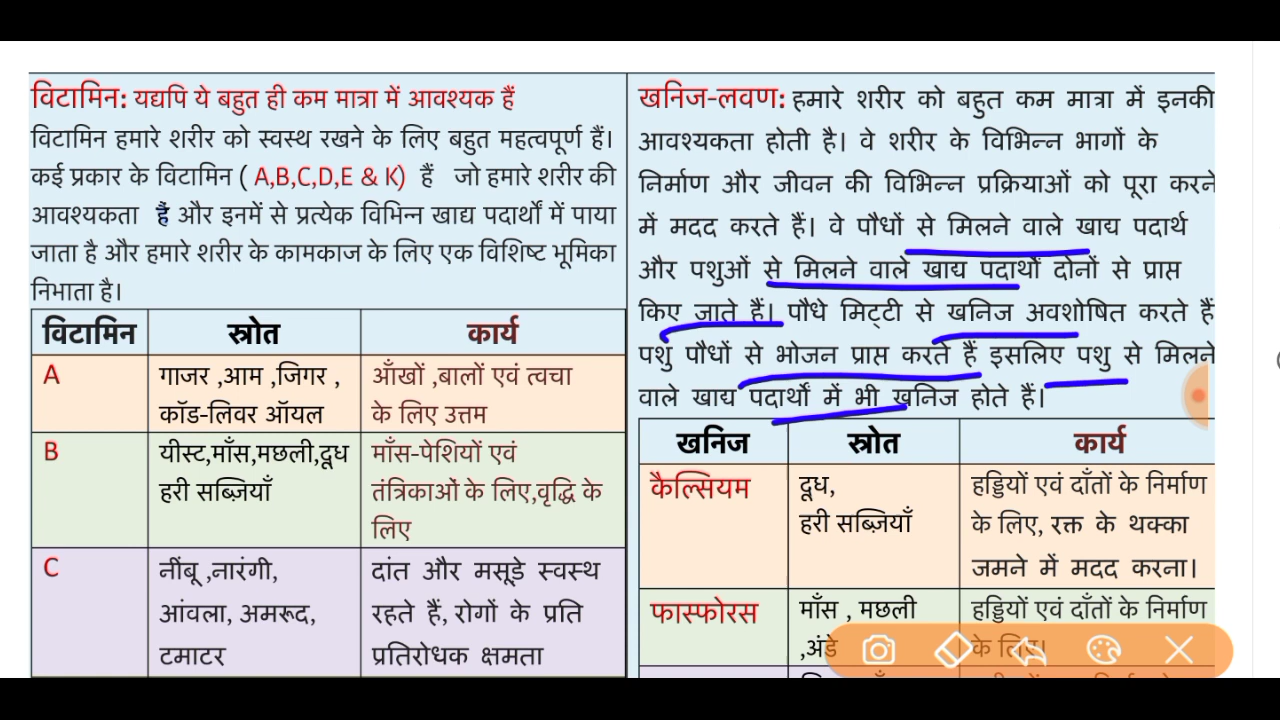 विटामिन: यद्यपि ये बहुत ही कम मात्रा में आवश्यक हैं
विटामिन हमारे शरीर को स्वस्थ रखने के लिए बहुत महत्वपूर्ण हैं।
कई प्रकार के विटामिन ( A,B,C,D,E & K) हैं जो हमारे शरीर की
आवश्यकता हैं और इनमें से प्रत्येक विभिन्न खाद्य पदार्थों में पाया
जाता है और हमारे शरीर के कामकाज के लिए एक विशिष्ट भूमिका
निभाता है।
विटामिन स्रोत कार्य
A गाजर ,आम ,जिगर , आँखों ,बालों एवं त्वचा
कॉड-लिवर ऑयल के लिए उत्तम
B यीस्ट,माँस,मछली,दूध माँस-पेशियों एवं
हरी सब्ज़ियाँ तंत्रिकाओं के लिए,वृद्धि के
लिए
C नींबू ,नारंगी, दांत और मसूड़े स्वस्थ
आंवला, अमरूद, रहते हैं, रोगों के प्रति
टमाटर प्रतिरोधक क्षमता
खनिज-लवण: हमारे शरीर को बहुत कम मात्रा में इनकी
आवश्यकता होती है। वे शरीर के विभिन्न भागों के
निर्माण और जीवन की विभिन्न प्रक्रियाओं को पूरा करने
में मदद करते हैं। वे पौधों से मिलने वाले खाद्य पदार्थ
और पशुओं से मिलने वाले खाद्य पदार्थों दोनों से प्राप्त
किए जाते हैं। पौधे मिट्टी से खनिज अवशोषित करते हैं
पशु पौधों से भोजन प्राप्त करते हैं इसलिए पशु से मिलने
वाले खाद्य पदार्थों में भी खनिज होते हैं।
खनिज स्रोत कार्य
कैल्सियम दूध, हड्डियों एवं दाँतों के निर्माण
हरी सब्ज़ियाँ के लिए, रक्त के थक्का
जमने में मदद करना।
फास्फोरस माँस , मछली हड्डियों एवं दाँतों के निर्माण
,अंडे के लिए।